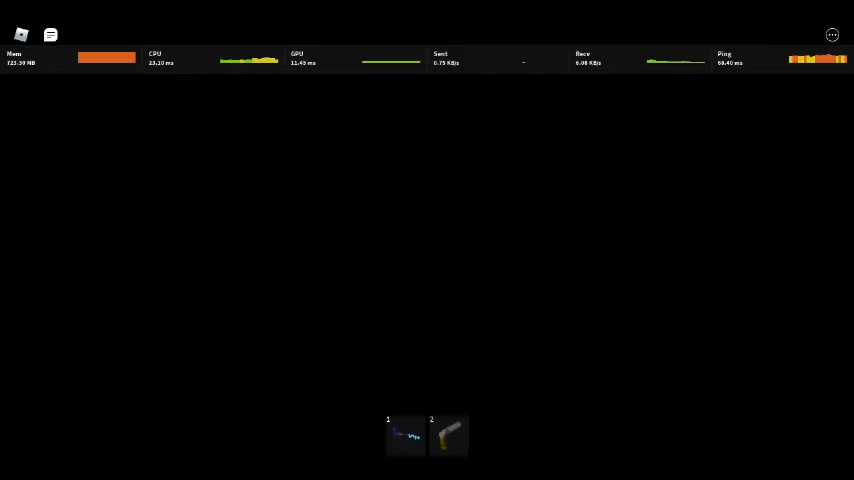 Mem CPU GPU Sent Recv Ping
723.30 MB 23.10 ms 11.45 ms 0.75 KB/s 6.08 KB/s 68.40 ms
1 2